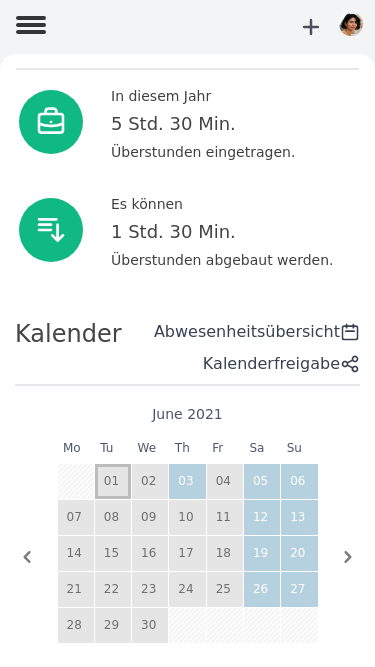 In diesem Jahr
5 Std. 30 Min.
Überstunden eingetragen.
Es können
1 Std. 30 Min.
Überstunden abgebaut werden.
Kalender
Abwesenheitsübersicht
Kalenderfreigabe
June 2021
Mo Tu We Th Fr Sa Su
01 02 03 04 05 06
07 08 09 10 11 12 13
14 15 16 17 18 19 20
21 22 23 24 25 26 27
28 29 30